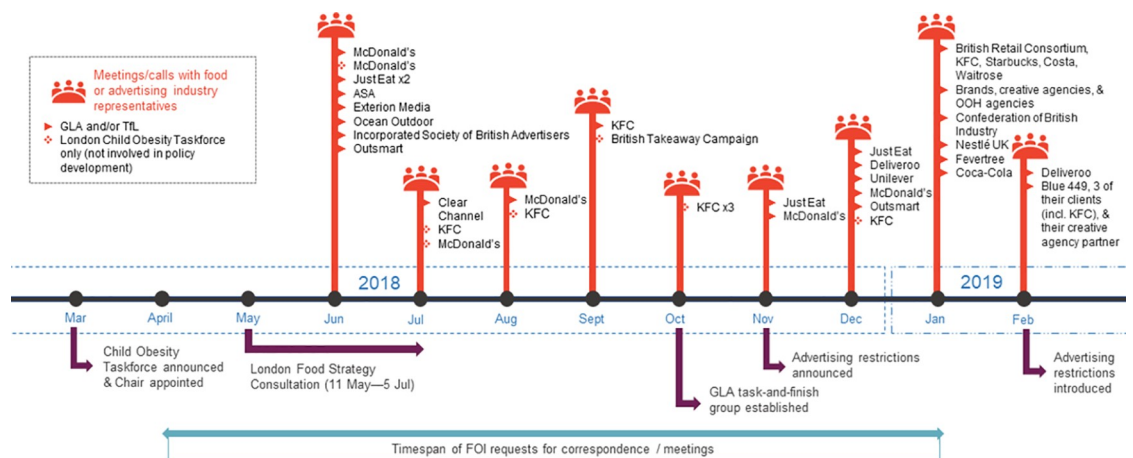 Meetings/calls with food
or advertising industry
representatives
GLA and/or TfL
London Child Obesity Taskforce
only (not involved in policy
development)
McDonald's
McDonald's
JustEat x2
ASA
Exterion Media
Ocean Outdoor
Incorporated Society of British Advertisers
Outsmart
Clear
Channel
KFC
McDonald's
McDonald's
KFC
KFC
British Takeaway Campaign
KFC x3
JustEat
McDonald's
JustEat
Deliveroo
Unilever
McDonald's
Outsmart
KFC
British Retail Consortium,
KFC, Starbucks, Costa,
Waitrose
Brands, creative agencies, &
OOH agencies
Confederation of British
Industry
Nestlé UK
Fevertree
Coca-Cola
Deliveroo
Blue 449, 3 of
their clients
(incl. KFC), &
their creative
agency partner
2018
2019
Mar
April
May
Jun
Jul
Aug
Sept
Oct
Nov
Dec
Jan
Feb
Child Obesity
Taskforce announced
& Chair appointed
London Food Strategy
Consultation (11 May—5 Jul)
GLA task-and-finish
group established
Advertising restrictions
announced
Advertising
restrictions
introduced
Timespan of FOI requests for correspondence / meetings